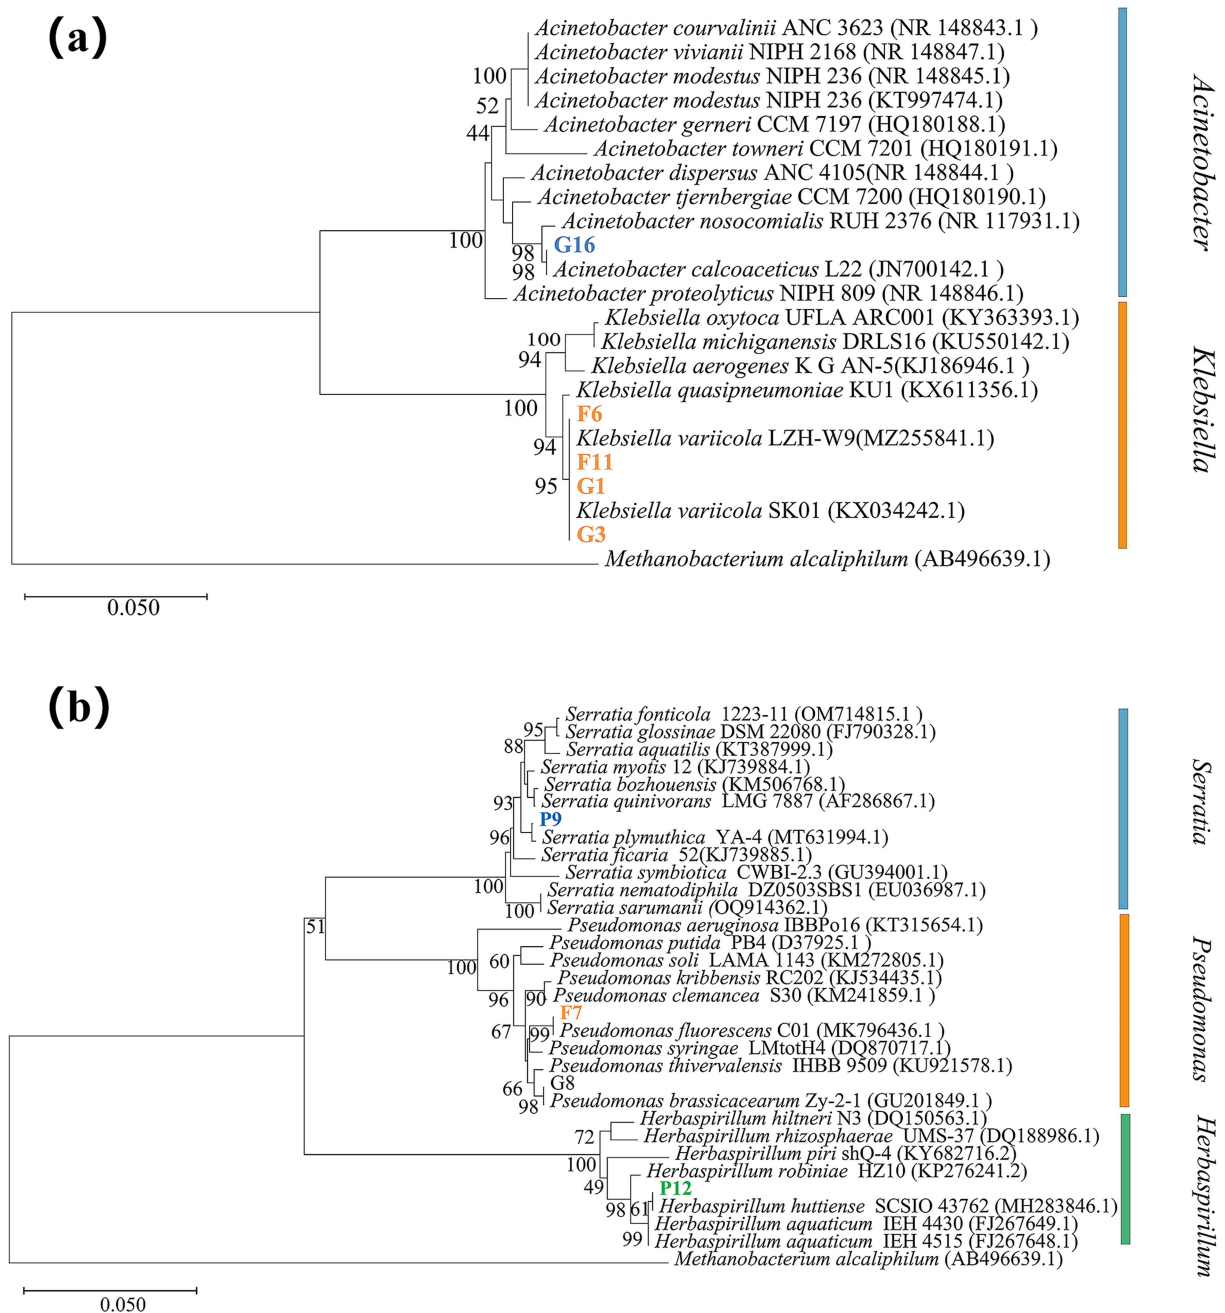 (a)
Acinetobacter courvalinii ANC 3623 (NR 148843.1 )
Acinetobacter vivianii NIPH 2168 (NR 148847.1)
100
Acinetobacter modestus NIPH 236 (NR 148845.1)
52
Acinetobacter modestus NIPH 236 (KT997474.1)
44
Acinetobacter gerneri CCM 7197 (HQ180188.1)
Acinetobacter towneri CCM 7201 (HQ180191.1)
Acinetobacter dispersus ANC 4105(NR 148844.1 )
Acinetobacter tjernbergiae CCM 7200 (HQ180190.1)
Acinetobacter nosocomialis RUH 2376 (NR 117931.1)
100
98
G16
98
Acinetobacter calcoaceticus L22 (JN700142.1 )
Acinetobacter proteolyticus NIPH 809 (NR 148846.1)
Acinetobacter
Klebsiella oxytoca UFLA ARC001 (KY363393.1)
100
Klebsiella michiganensis DRLS16 (KU550142.1)
94
Klebsiella aerogenes K G AN-5(KJ186946.1 )
Klebsiella quasipneumoniae KU1 (KX611356.1)
100
F6
94
Klebsiella variicola LZH-W9(MZ255841.1)
F11
95
G1
Klebsiella variicola SK01 (KX034242.1)
G3
Klebsiella
Methanobacterium alcaliphilum (AB496639.1)
0.050
(b)
Serratia fonticola 1223-11 (OM714815.1 )
95
Serratia glossinae DSM 22080 (FJ790328.1)
88
Serratia aquatilis (KT387999.1)
Serratia myotis 12 (KJ739884.1)
Serratia bozhouensis (KM506768.1)
93
Serratia quinivorans LMG 7887 (AF286867.1)
P9
96
Serratia plymuthica YA-4 (MT631994.1)
Serratia ficaria 52(KJ739885.1)
Serratia symbiotica CWBI-2.3 (GU394001.1)
100
Serratia nematodiphila DZ0503SBS1 (EU036987.1)
100
Serratia sarumanii (OQ914362.1)
Serratia
51
Pseudomonas aeruginosa IBBPo16 (KT315654.1)
Pseudomonas putida PB4 (D37925.1 )
100
60
Pseudomonas soli LAMA 1143 (KM272805.1)
Pseudomonas kribbensis RC202 (KJ534435.1)
96
90
Pseudomonas clemancea S30 (KM241859.1 )
F7
67
99
Pseudomonas fluorescens C01 (MK796436.1 )
Pseudomonas syringae LMtotH4 (DQ870717.1)
Pseudomonas thivervalensis IHBB 9509 (KU921578.1)
66
G8
98
Pseudomonas brassicacearum Zy-2-1 (GU201849.1 )
Pseudomonas
Herbaspirillum hiltneri N3 (DQ150563.1)
72
Herbaspirillum rhizosphaerae UMS-37 (DQ188986.1)
Herbaspirillum piri shQ-4 (KY682716.2)
100
Herbaspirillum robiniae HZ10 (KP276241.2)
49
P12
98
61
Herbaspirillum huttiense SCSIO 43762 (MH283846.1)
Herbaspirillum aquaticum IEH 4430 (FJ267649.1)
99
Herbaspirillum aquaticum IEH 4515 (FJ267648.1)
Herbaspirillum
Methanobacterium alcaliphilum (AB496639.1)
0.050